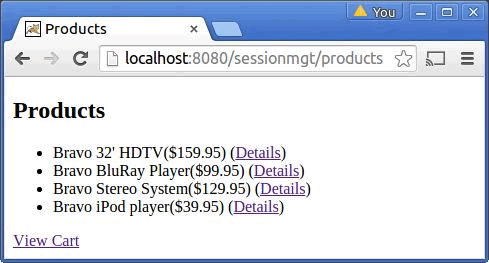 You
Products
localhost:8080/sessionmgt/products
Products
Bravo 32' HDTV($159.95) (Details)
Bravo BluRay Player($99.95) (Details)
Bravo Stereo System($129.95) (Details)
Bravo iPod player($39.95) (Details)
View Cart